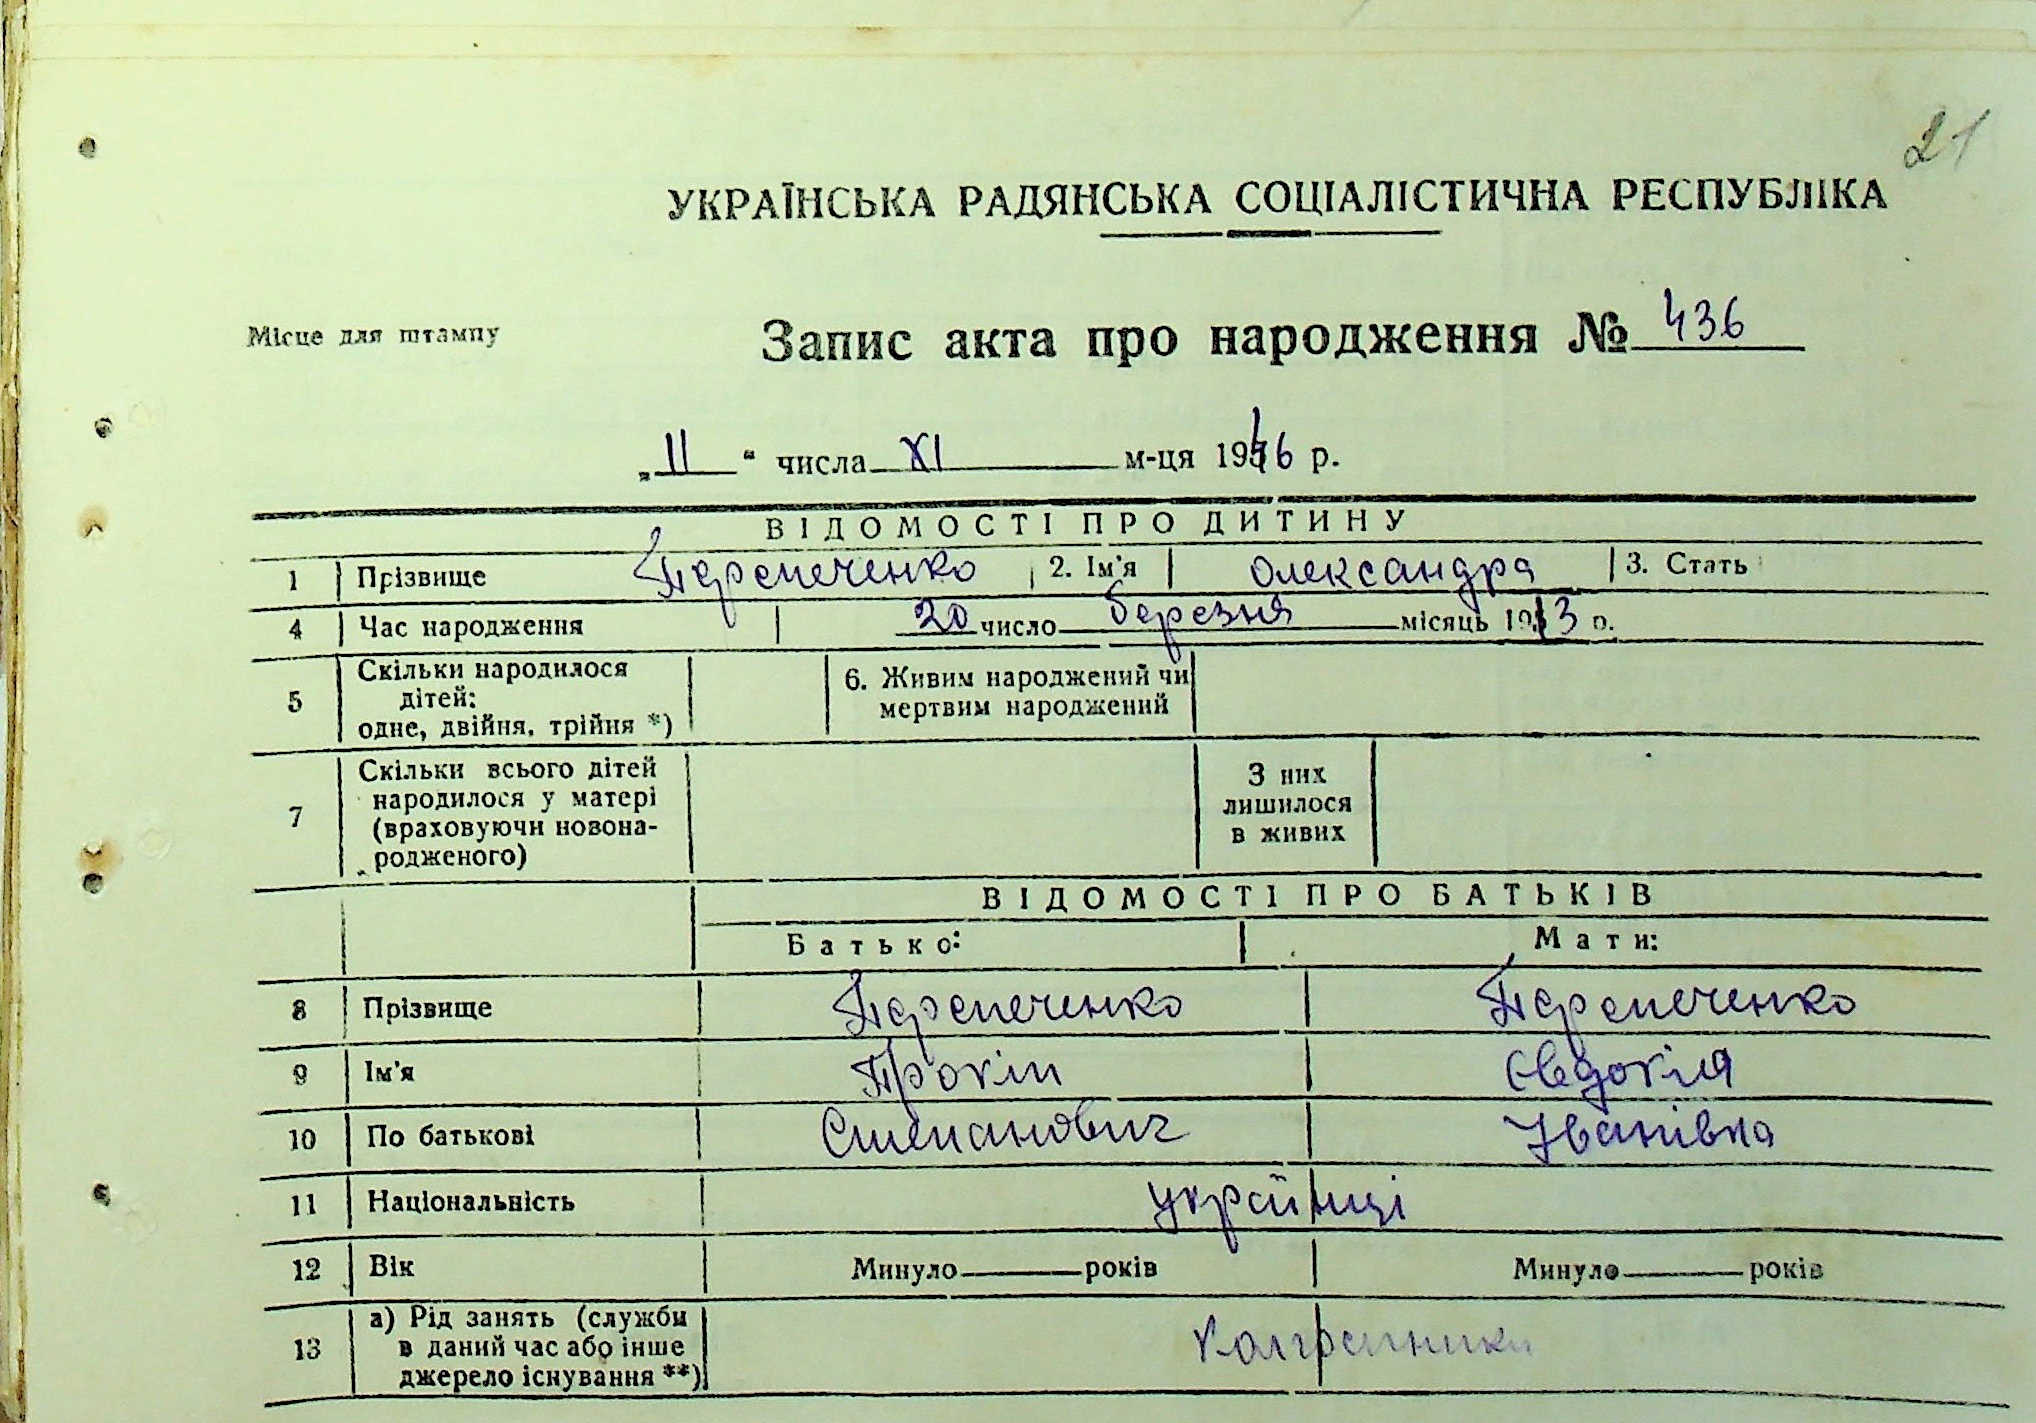 21
УКРАЇНСЬКА РАДЯНСЬКА СОЦІАЛІСТИЧНА РЕСПУБЛІКА
Місце для штампу
Запис акта про народження № 436
„ 11 “ числа XI м-ця 1946 р.
ВІДОМОСТІ ПРО ДИТИНУ
1 Прізвище Перепеченко 2. Ім'я Олександра 3. Стать
4 Час народження 20 число березня місяць 1913 р.
5 Скільки народилося дітей: одне, двійня, трійня *) 6. Живим народжений чи мертвим народжений
7 Скільки всього дітей народилося у матері (враховуючи новонародженого) З них лишилося в живих
ВІДОМОСТІ ПРО БАТЬКІВ
Батько: Мати:
8 Прізвище Перепеченко Перепеченко
9 Ім'я Прокіп Євдокія
10 По батькові Степанович Іванівна
11 Національність українці
12 Вік Минуло років Минуло років
13 а) Рід занять (служби в даний час або інше джерело існування **)